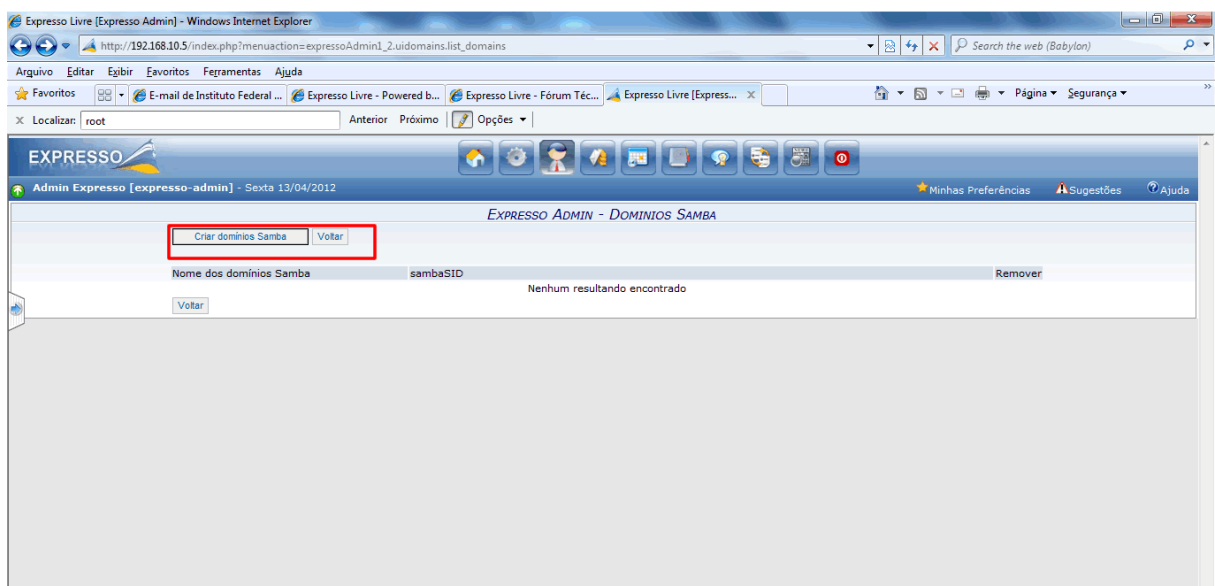 Expresso Livre [Expresso Admin] - Windows Internet Explorer
http://192.168.10.5/index.php?menuaction=expressoAdmin1_2.uidomains.list_domains
Search the web (Babylon)
Arquivo Editar Exibir Favoritos Ferramentas Ajuda
Favoritos
E-mail de Instituto Federal ...
Expresso Livre - Powered b...
Expresso Livre - Fórum Téc...
Expresso Livre [Express...
Página
Segurança
Localizar: root
Anterior Próximo
Opções
EXPRESSO
Admin Expresso [expresso-admin] - Sexta 13/04/2012
Minhas Preferências
Sugestões
Ajuda
Expresso Admin - Dominios Samba
Criar domínios Samba
Voltar
Nome dos domínios Samba
sambaSID
Remover
Nenhum resultando encontrado
Voltar